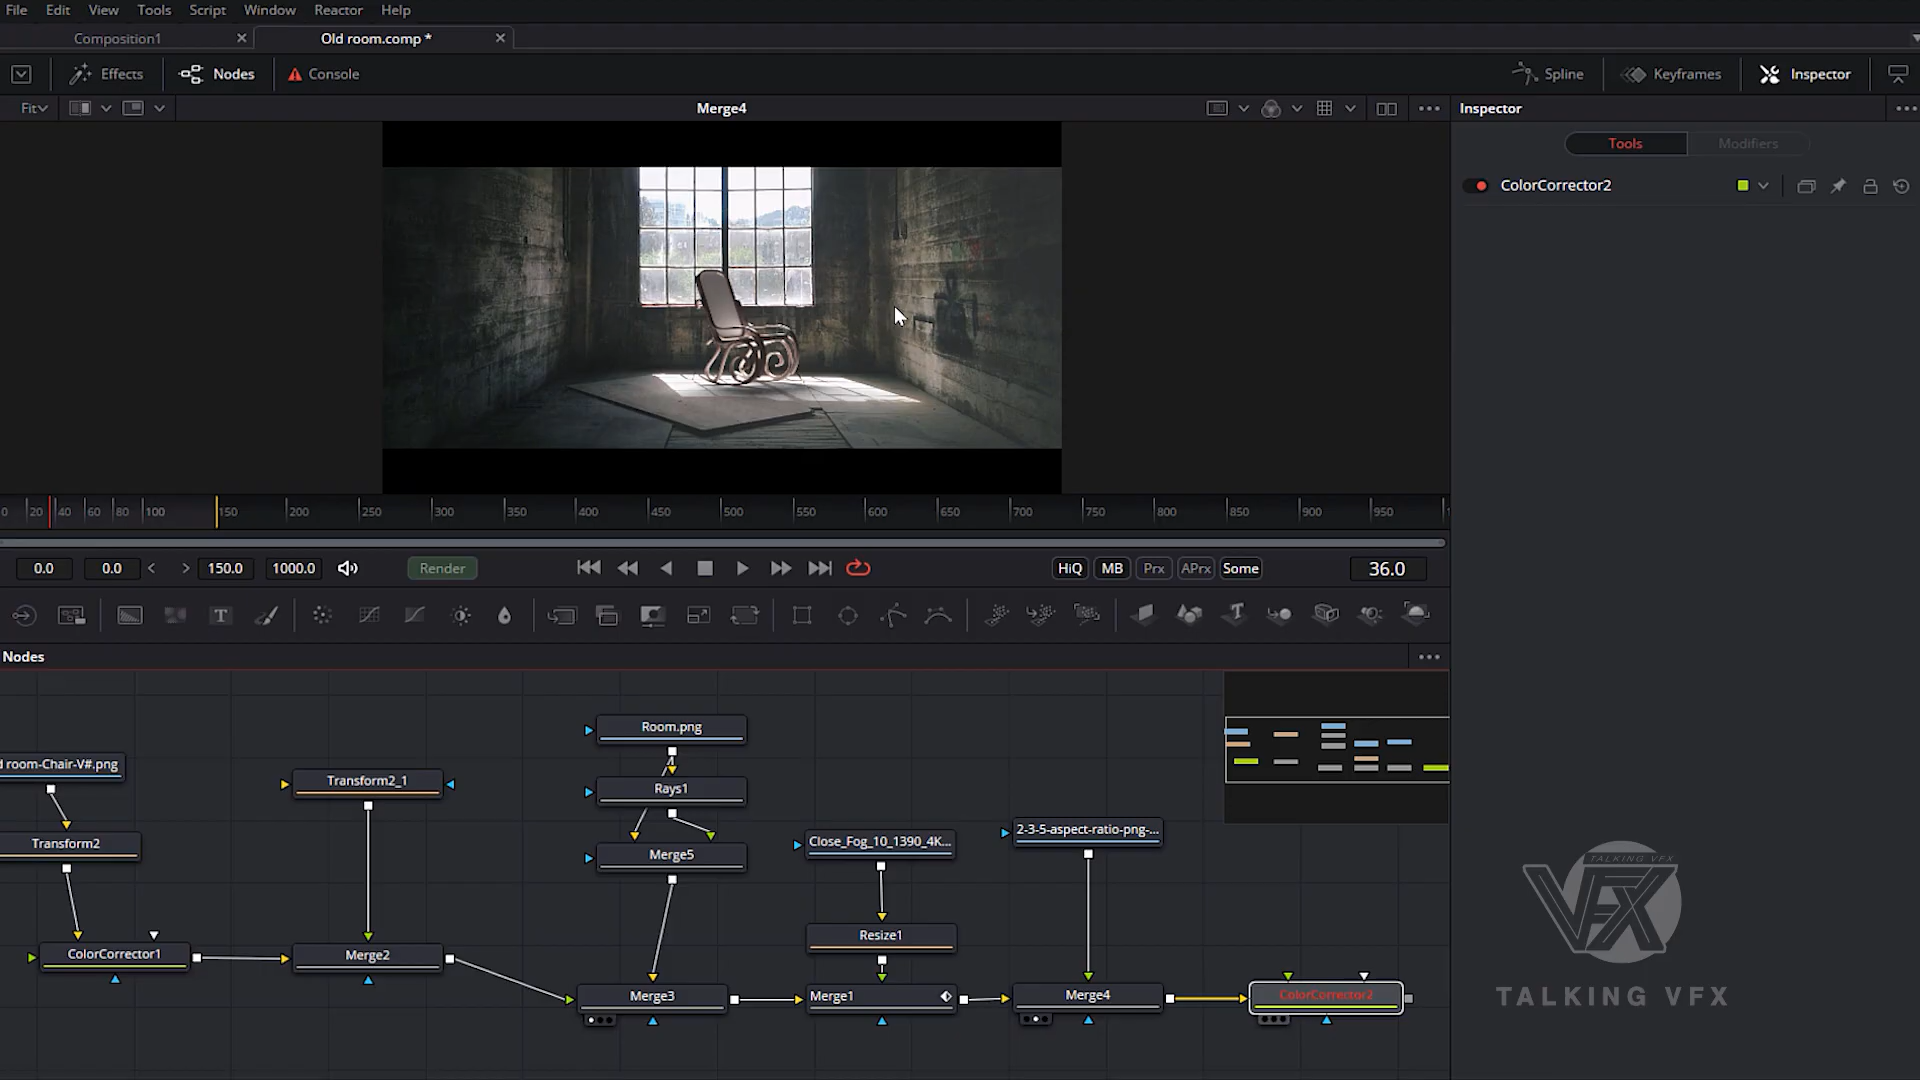 File Edit View Tools Script Window Reactor Help
Composition1 Old room.comp *
Effects Nodes Console Spline Keyframes Inspector
Fit Merge4 Inspector
Tools Modifiers
ColorCorrector2
0 20 40 60 80 100 150 200 250 300 350 400 450 500 550 600 650 700 750 800 850 900 950
0.0 0.0 < > 150.0 1000.0 Render HiQ MB Prx APrx Some 36.0
T T
Nodes
Room.png
d room-Chair-V#.png
Transform2_1
Rays1
2-3-5-aspect-ratio-png-...
Transform2
Close_Fog_10_1390_4K...
Merge5
TALKING VFX
VFX
Resize1
ColorCorrector1
Merge2
Merge3
Merge1
Merge4
ColorCorrector2
TALKING VFX